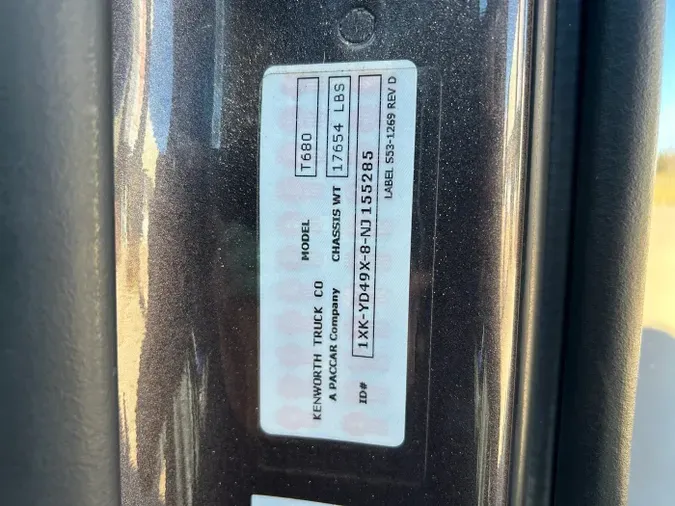 KENWORTH TRUCK CO MODEL T680
A PACCAR Company CHASSIS WT 17654 LBS
ID# 1XK-YD49X-8-NJ155285
LABEL S53-1269 REV D